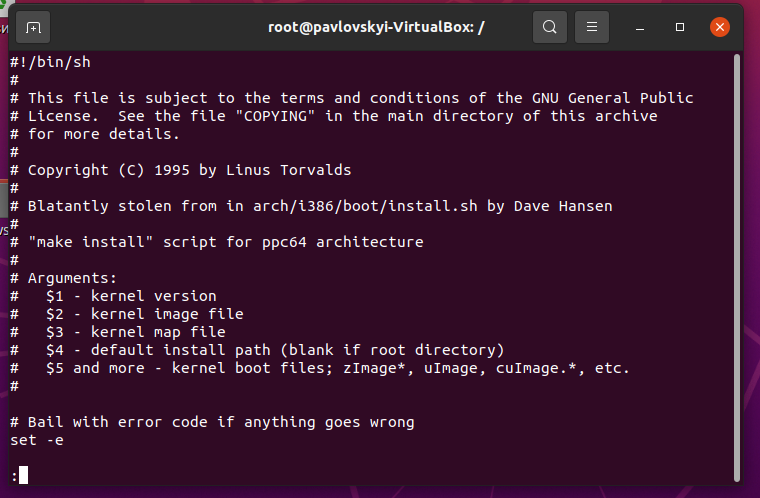 root@pavlovskyi-VirtualBox: /
#!/bin/sh
#
# This file is subject to the terms and conditions of the GNU General Public
# License.  See the file "COPYING" in the main directory of this archive
# for more details.
#
# Copyright (C) 1995 by Linus Torvalds
#
# Blatantly stolen from in arch/i386/boot/install.sh by Dave Hansen
#
# "make install" script for ppc64 architecture
#
# Arguments:
#   $1 - kernel version
#   $2 - kernel image file
#   $3 - kernel map file
#   $4 - default install path (blank if root directory)
#   $5 and more - kernel boot files; zImage*, uImage, cuImage.*, etc.
#
# Bail with error code if anything goes wrong
set -e
: